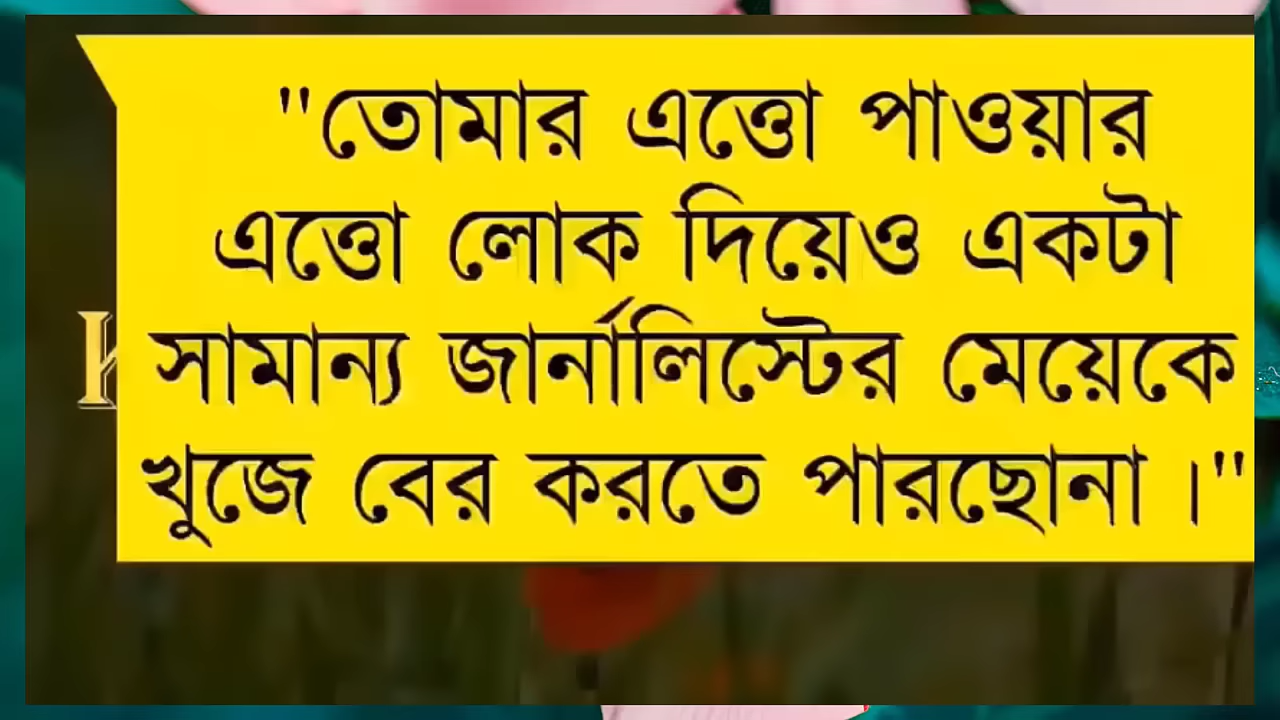 "তোমার এত্তো পাওয়ার
এত্তো লোক দিয়েও একটা
সামান্য জার্নালিস্টের মেয়েকে
খুজে বের করতে পারছোনা ।"